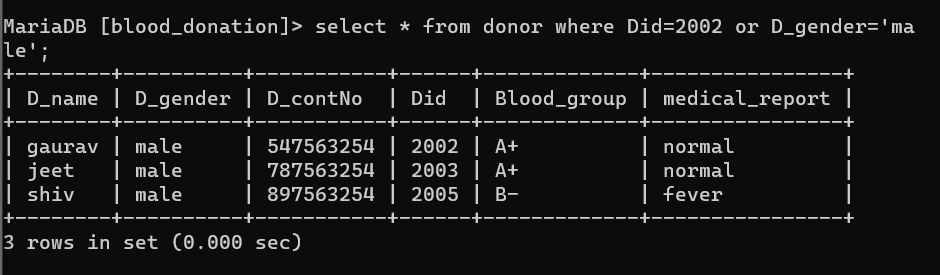 MariaDB [blood_donation]> select * from donor where Did=2002 or D_gender='ma
le';
+--------+----------+-----------+------+-------------+----------------+
| D_name | D_gender | D_contNo  | Did  | Blood_group | medical_report |
+--------+----------+-----------+------+-------------+----------------+
| gaurav | male     | 547563254 | 2002 | A+          | normal         |
| jeet   | male     | 787563254 | 2003 | A+          | normal         |
| shiv   | male     | 897563254 | 2005 | B-          | fever          |
+--------+----------+-----------+------+-------------+----------------+
3 rows in set (0.000 sec)